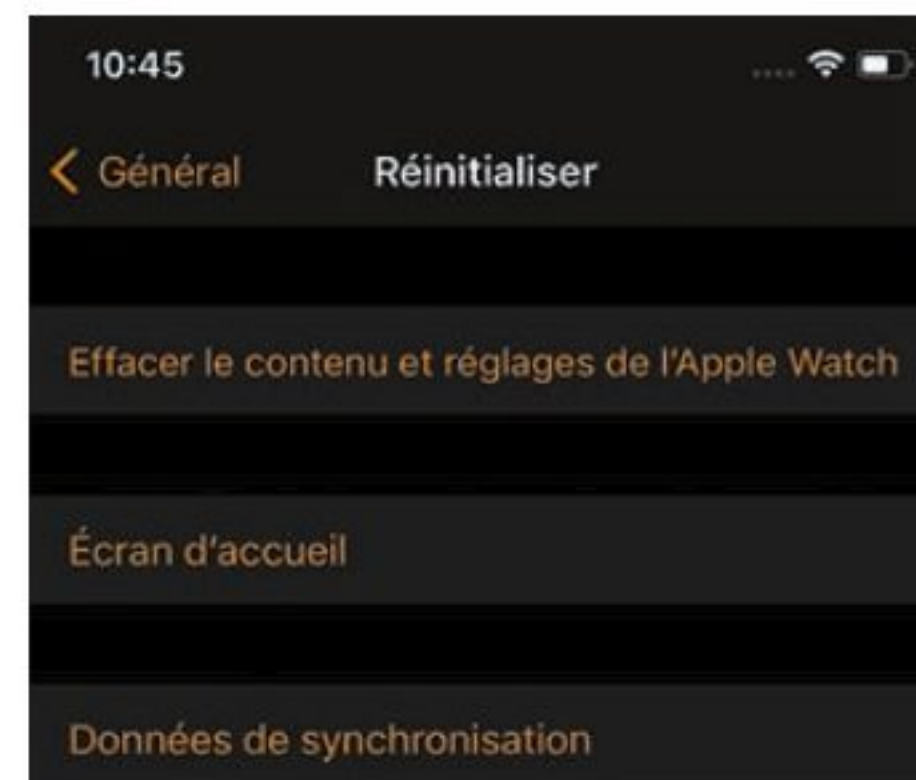 10:45
Général Réinitialiser
Effacer le contenu et réglages de l'Apple Watch
Écran d'accueil
Données de synchronisation